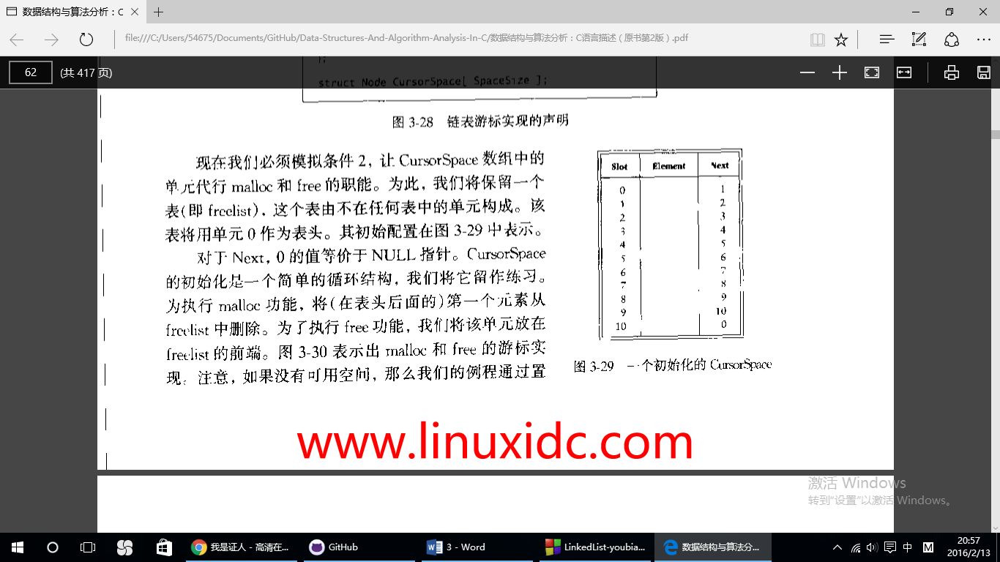 数据结构与算法分析：C
file:///C:/Users/54675/Documents/GitHub/Data-Structures-And-Algorithm-Analysis-In-C/数据结构与算法分析：C语言描述（原书第2版）.pdf
62 (共 417 页)
};
struct Node CursorSpace[ SpaceSize ];
图 3-28 链表游标实现的声明
现在我们必须模拟条件 2，让 CursorSpace 数组中的
单元代行 malloc 和 free 的职能。为此，我们将保留一个
表(即 freelist)，这个表由不在任何表中的单元构成。该
表将用单元 0 作为表头。其初始配置在图 3-29 中表示。
对于 Next，0 的值等价于 NULL 指针。CursorSpace
的初始化是一个简单的循环结构，我们将它留作练习。
为执行 malloc 功能，将(在表头后面的)第一个元素从
freelist 中删除。为了执行 free 功能，我们将该单元放在
freelist 的前端。图 3-30 表示出 malloc 和 free 的游标实
现。注意，如果没有可用空间，那么我们的例程通过置
Slot Element Next
0 1
1 2
2 3
3 4
4 5
5 6
6 7
7 8
8 9
9 10
10 0
图 3-29 一个初始化的 CursorSpace
www.linuxidc.com
激活 Windows
转到“设置”以激活 Windows。
我是证人 - 高清在...
GitHub
3 - Word
LinkedList-youbia...
数据结构与算法分...
中
M
20:57
2016/2/13